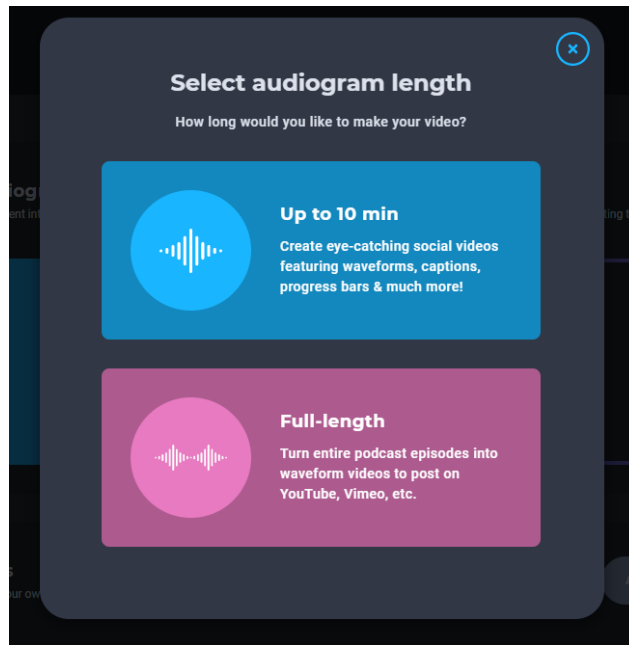 Select audiogram length
How long would you like to make your video?
Up to 10 min
Create eye-catching social videos
featuring waveforms, captions,
progress bars & much more!
Full-length
Turn entire podcast episodes into
waveform videos to post on
YouTube, Vimeo, etc.